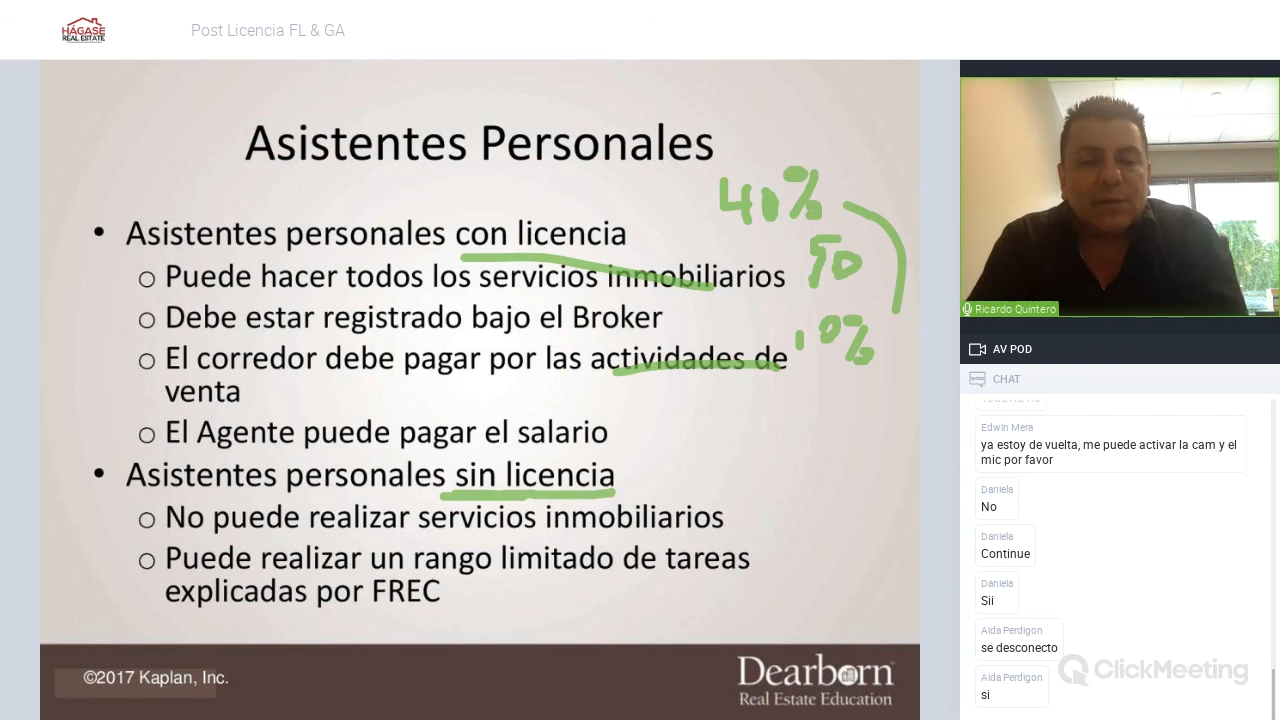 HÁGASE
REAL ESTATE
Post Licencia FL & GA
Asistentes Personales
• Asistentes personales con licencia
o Puede hacer todos los servicios inmobiliarios
o Debe estar registrado bajo el Broker
o El corredor debe pagar por las actividades de
venta
o El Agente puede pagar el salario
• Asistentes personales sin licencia
o No puede realizar servicios inmobiliarios
o Puede realizar un rango limitado de tareas
explicadas por FREC
40%
50
10%
©2017 Kaplan, Inc.
Dearborn
Real Estate Education
Ricardo Quintero
AV POD
CHAT
Edwin Mera
ya estoy de vuelta, me puede activar la cam y el
mic por favor
Daniela
No
Daniela
Continue
Daniela
Sii
Aida Perdigon
se desconecto
Aida Perdigon
si
ClickMeeting